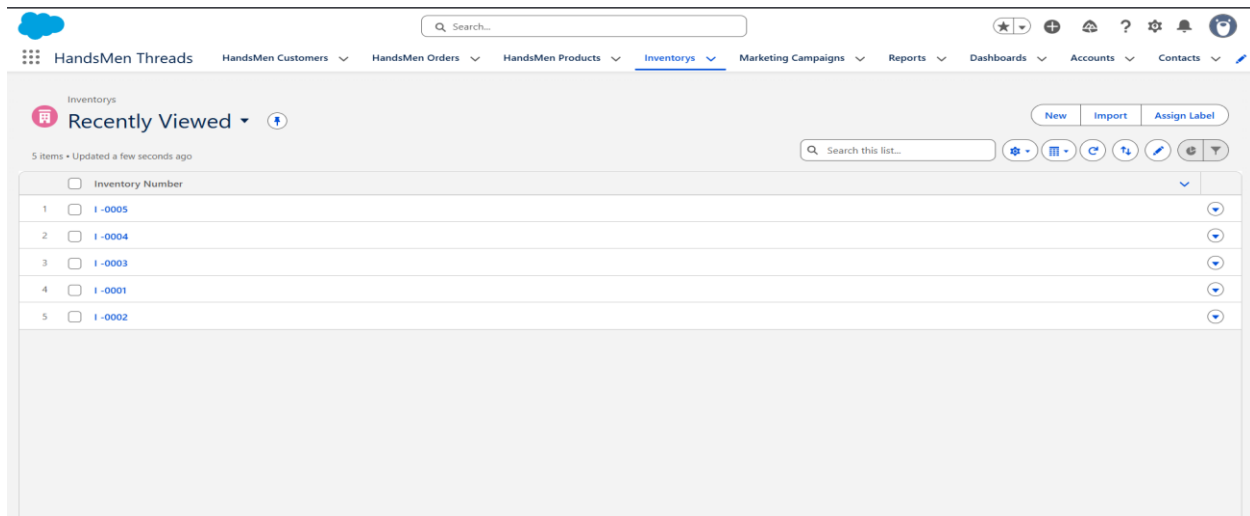 Search...
HandsMen Threads HandsMen Customers HandsMen Orders HandsMen Products Inventorys Marketing Campaigns Reports Dashboards Accounts Contacts
Inventorys
Recently Viewed
New Import Assign Label
5 items • Updated a few seconds ago
Search this list...
Inventory Number
1 I -0005
2 I -0004
3 I -0003
4 I -0001
5 I -0002